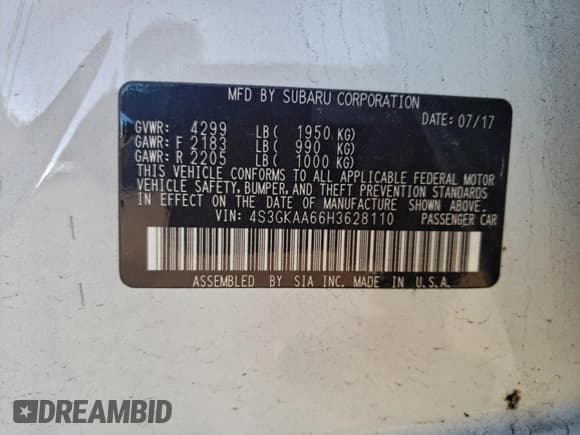 MFD BY SUBARU CORPORATION
DATE: 07/17
GVWR: 4299 LB( 1950 KG)
GAWR: F 2183 LB( 990 KG)
GAWR: R 2205 LB( 1000 KG)
THIS VEHICLE CONFORMS TO ALL APPLICABLE FEDERAL MOTOR
VEHICLE SAFETY, BUMPER, AND THEFT PREVENTION STANDARDS
IN EFFECT ON THE DATE OF MANUFACTURE SHOWN ABOVE.
VIN: 4S3GKAA66H3628110 PASSENGER CAR
ASSEMBLED BY SIA INC. MADE IN U.S.A.
DREAMBID